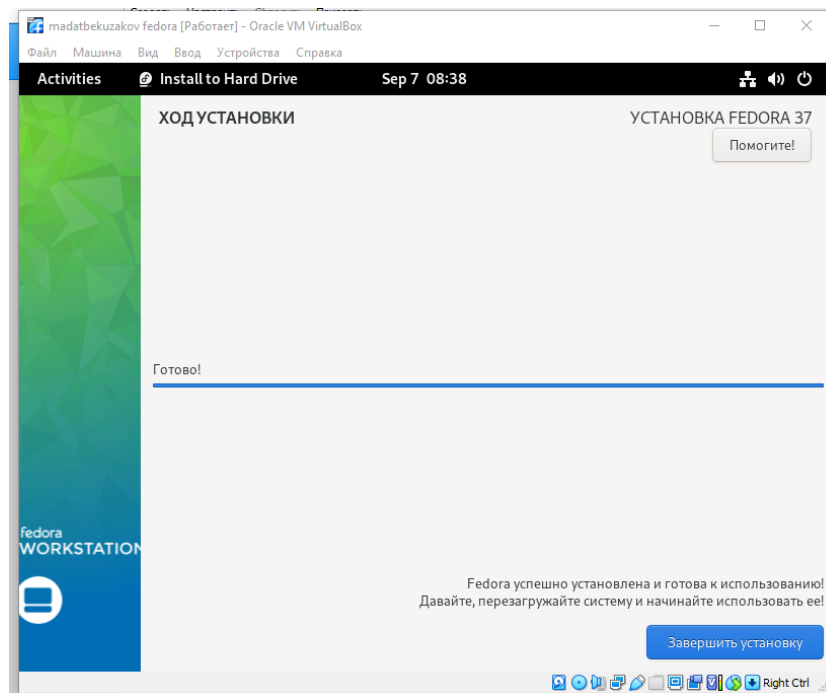 madatbekuzakov fedora [Работает] - Oracle VM VirtualBox
Файл Машина Вид Ввод Устройства Справка
Activities Install to Hard Drive Sep 7 08:38
ХОД УСТАНОВКИ
УСТАНОВКА FEDORA 37
Помогите!
Готово!
fedora
WORKSTATION
Fedora успешно установлена и готова к использованию!
Давайте, перезагружайте систему и начинайте использовать ее!
Завершить установку
Right Ctrl